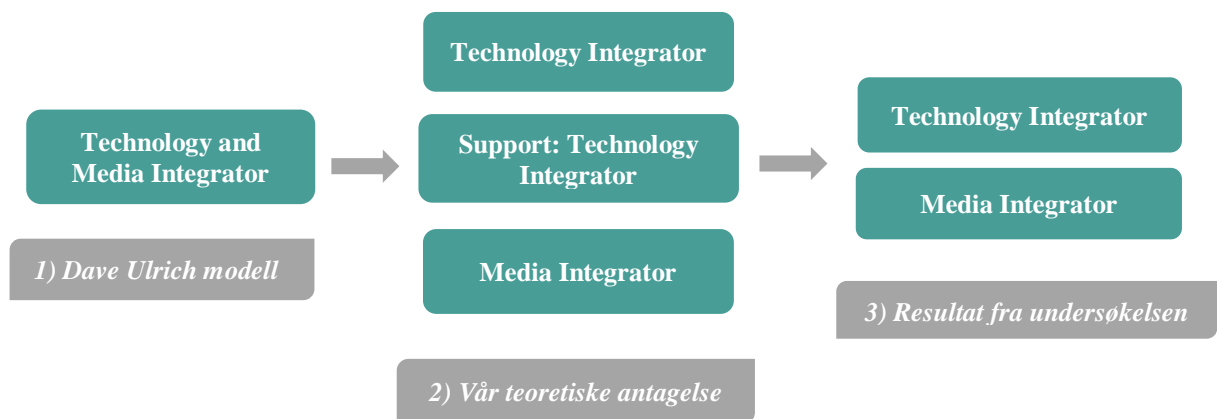 Technology and
Media Integrator
1) Dave Ulrich modell
Technology Integrator
Support: Technology
Integrator
Media Integrator
2) Vår teoretiske antagelse
Technology Integrator
Media Integrator
3) Resultat fra undersøkelsen